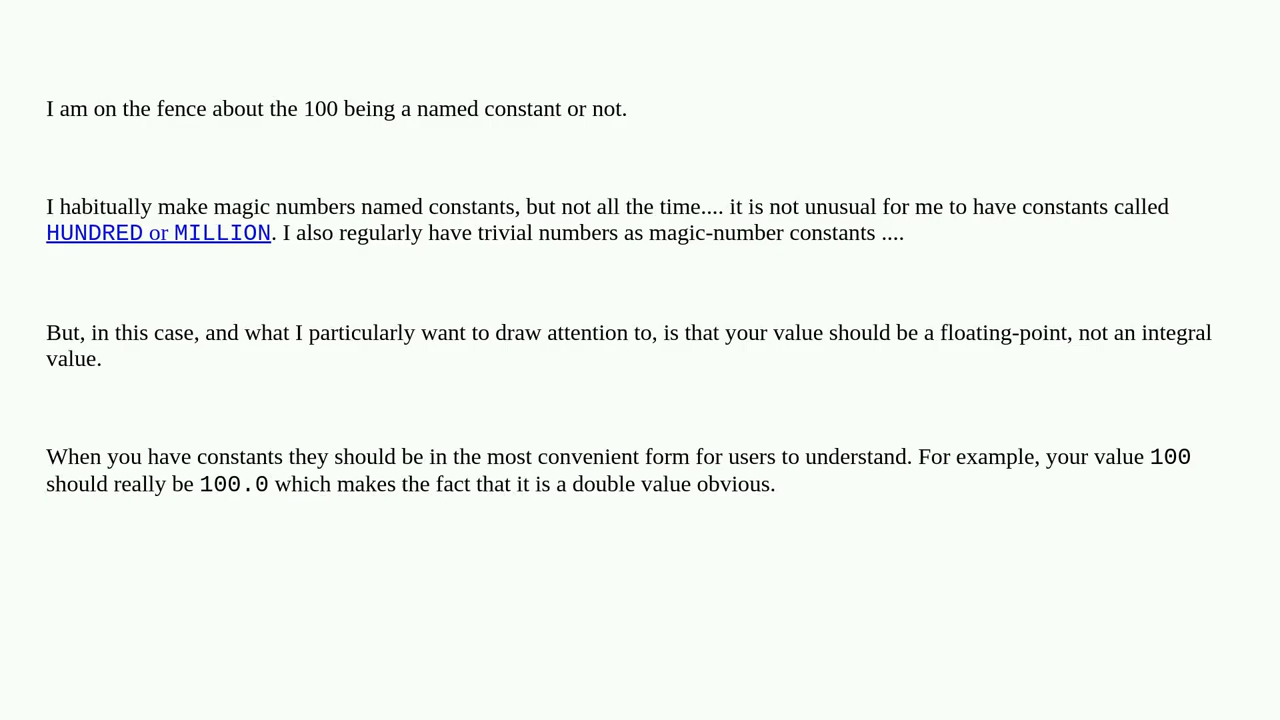 I am on the fence about the 100 being a named constant or not.
I habitually make magic numbers named constants, but not all the time.... it is not unusual for me to have constants called
HUNDRED or MILLION. I also regularly have trivial numbers as magic-number constants ....
But, in this case, and what I particularly want to draw attention to, is that your value should be a floating-point, not an integral
value.
When you have constants they should be in the most convenient form for users to understand. For example, your value 100
should really be 100.0 which makes the fact that it is a double value obvious.